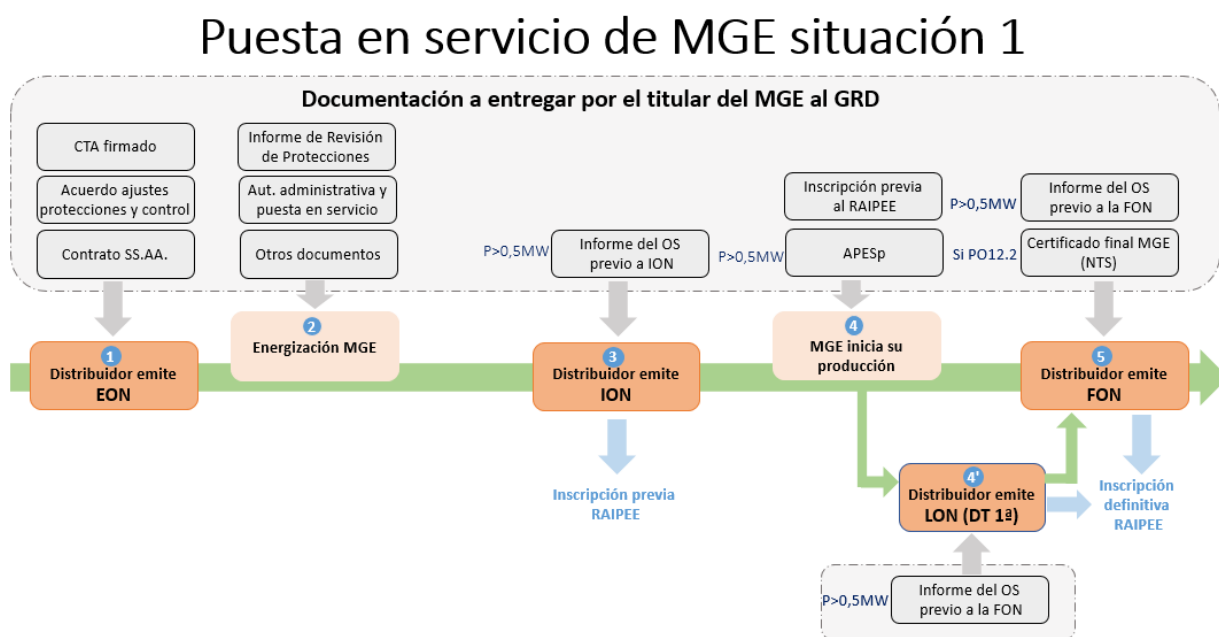 Puesta en servicio de MGE situación 1
Documentación a entregar por el titular del MGE al GRD
CTA firmado
Acuerdo ajustes
protecciones y control
Contrato SS.AA.
Informe de Revisión
de Protecciones
Aut. administrativa y
puesta en servicio
Otros documentos
P>0,5MW
Informe del OS
previo a ION
Inscripción previa
al RAIPEE
P>0,5MW
APESp
P>0,5MW
Informe del OS
previo a la FON
Si PO12.2
Certificado final MGE
(NTS)
1
Distribuidor emite
EON
2
Energización MGE
3
Distribuidor emite
ION
4
MGE inicia su
producción
5
Distribuidor emite
FON
Inscripción previa
RAIPEE
4'
Distribuidor emite
LON (DT 1ª)
Inscripción
definitiva
RAIPEE
P>0,5MW
Informe del OS
previo a la FON